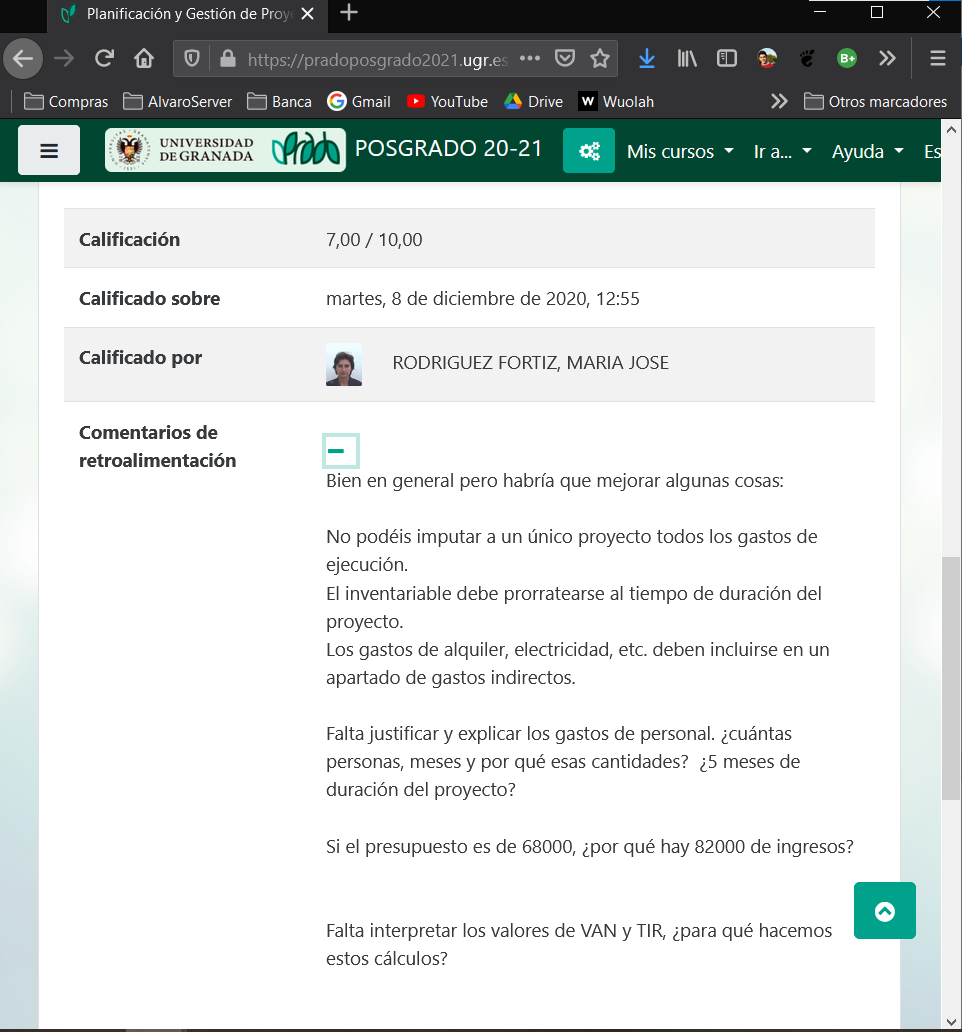 Planificación y Gestión de Proy
https://pradoposgrado2021.ugr.es
Compras AlvaroServer Banca Gmail YouTube Drive W Wuolah Otros marcadores
UNIVERSIDAD DE GRANADA prado POSGRADO 20-21 Mis cursos Ir a... Ayuda Es
Calificación 7,00 / 10,00
Calificado sobre martes, 8 de diciembre de 2020, 12:55
Calificado por RODRIGUEZ FORTIZ, MARIA JOSE
Comentarios de
retroalimentación
Bien en general pero habría que mejorar algunas cosas:
No podéis imputar a un único proyecto todos los gastos de
ejecución.
El inventariable debe prorratearse al tiempo de duración del
proyecto.
Los gastos de alquiler, electricidad, etc. deben incluirse en un
apartado de gastos indirectos.
Falta justificar y explicar los gastos de personal. ¿cuántas
personas, meses y por qué esas cantidades?  ¿5 meses de
duración del proyecto?
Si el presupuesto es de 68000, ¿por qué hay 82000 de ingresos?
Falta interpretar los valores de VAN y TIR, ¿para qué hacemos
estos cálculos?